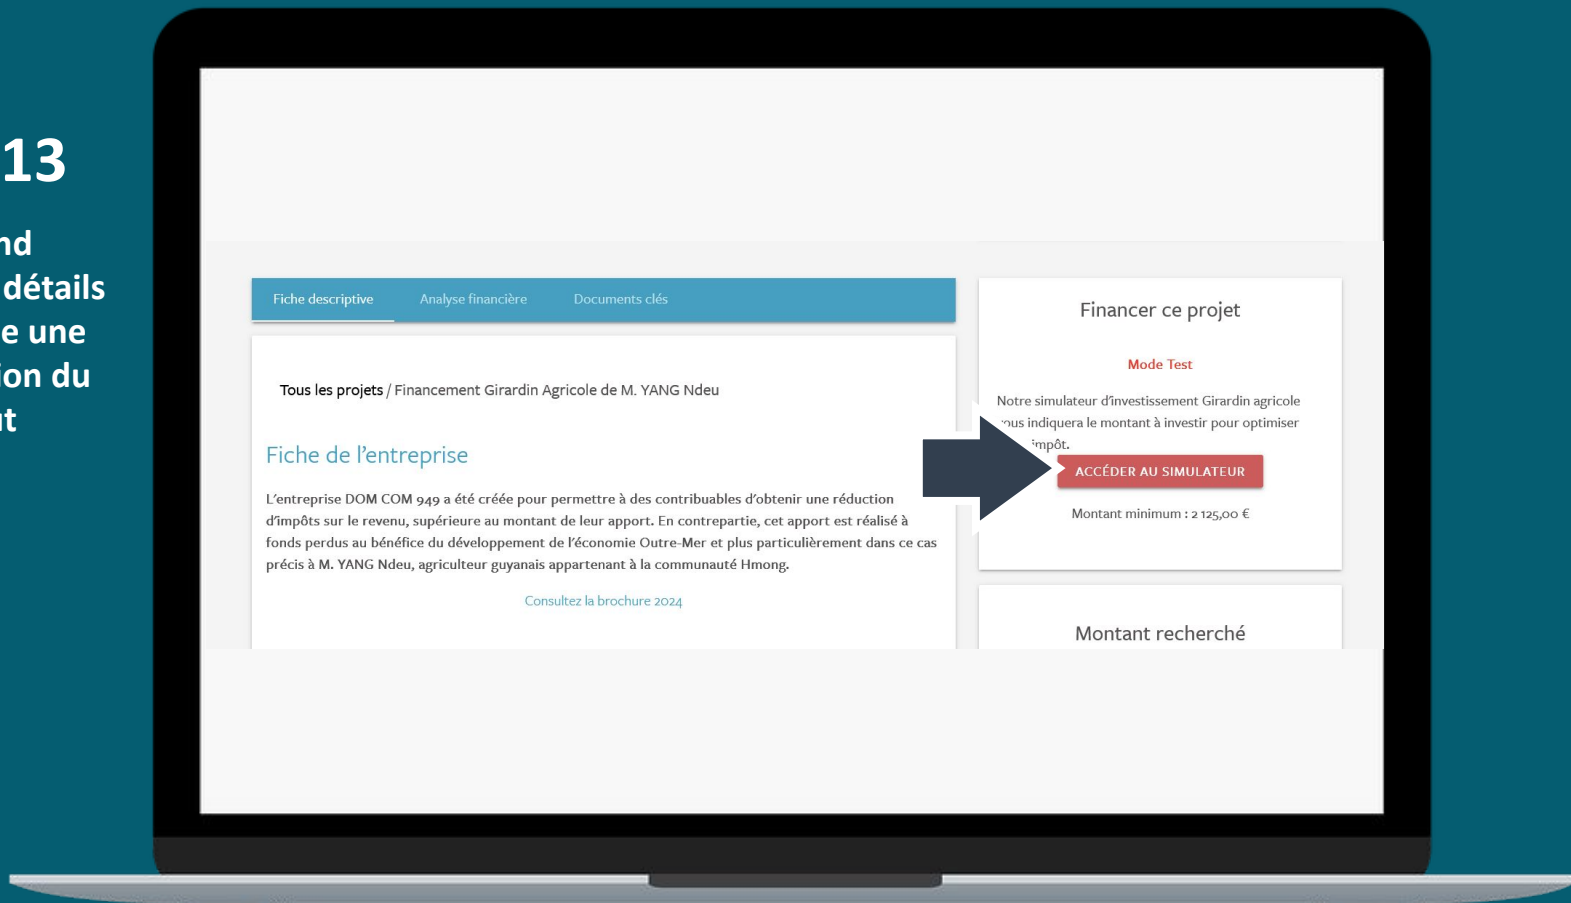 13
détails
une
du
Fiche descriptive Analyse financière Documents clés
Tous les projets / Financement Girardin Agricole de M. YANG Ndeu
Fiche de l'entreprise
L'entreprise DOM COM 949 a été créée pour permettre à des contribuables d'obtenir une réduction
d'impôts sur le revenu, supérieure au montant de leur apport. En contrepartie, cet apport est réalisé à
fonds perdus au bénéfice du développement de l'économie Outre-Mer et plus particulièrement dans ce cas
précis à M. YANG Ndeu, agriculteur guyanais appartenant à la communauté Hmong.
Consultez la brochure 2024
Financer ce projet
Mode Test
Notre simulateur d'investissement Girardin agricole
vous indiquera le montant à investir pour optimiser
impôt.
ACCÉDER AU SIMULATEUR
Montant minimum : 2 125,00 €
Montant recherché